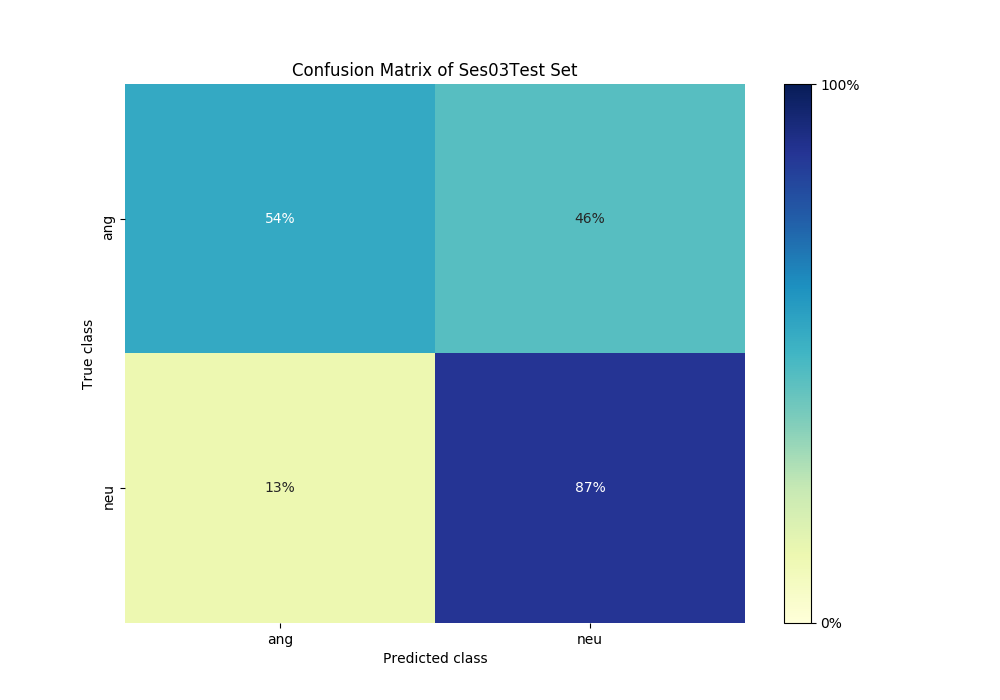 Confusion Matrix of Ses03Test Set
100%
ang
54%
46%
True class
neu
13%
87%
0%
ang
neu
Predicted class